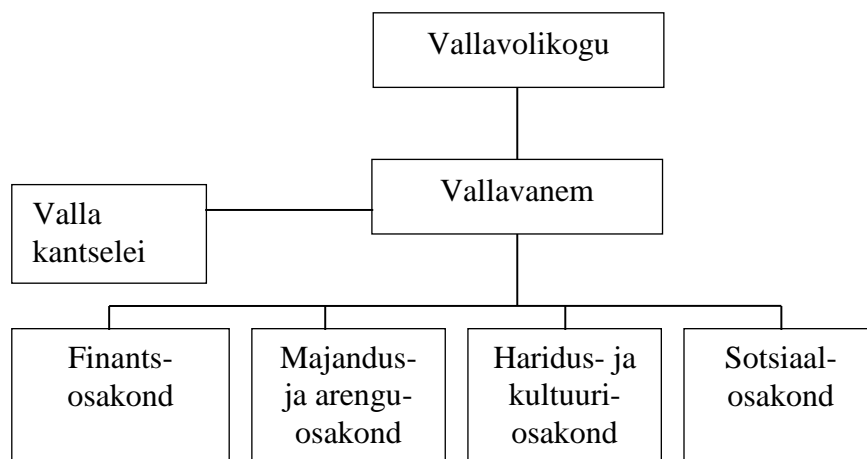 Vallavolikogu
Vallavanem
Valla
kantselei
Finants-
osakond
Majandus-
ja arengu-
osakond
Haridus- ja
kultuuri-
osakond
Sotsiaal-
osakond